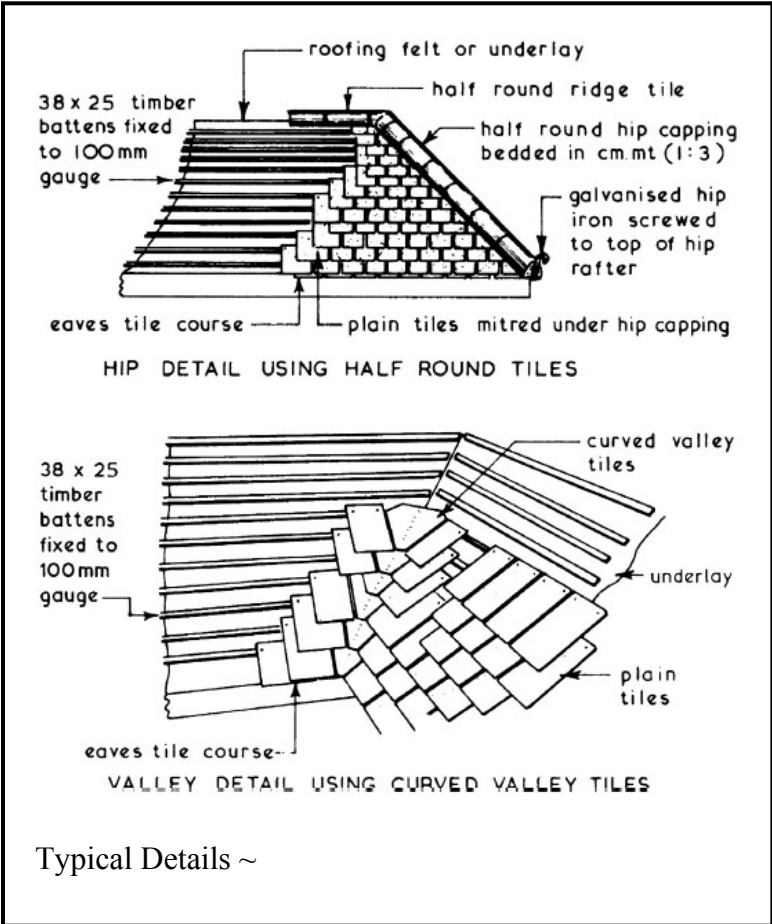 roofing felt or underlay
half round ridge tile
38 x 25 timber
battens fixed
to 100mm
gauge
half round hip capping
bedded in cm.mt (1:3)
galvanised hip
iron screwed
to top of hip
rafter
eaves tile course
plain tiles mitred under hip capping
HIP DETAIL USING HALF ROUND TILES
curved valley
tiles
38 x 25
timber
battens
fixed to
100mm
gauge
underlay
plain
tiles
eaves tile course
VALLEY DETAIL USING CURVED VALLEY TILES
Typical Details ~